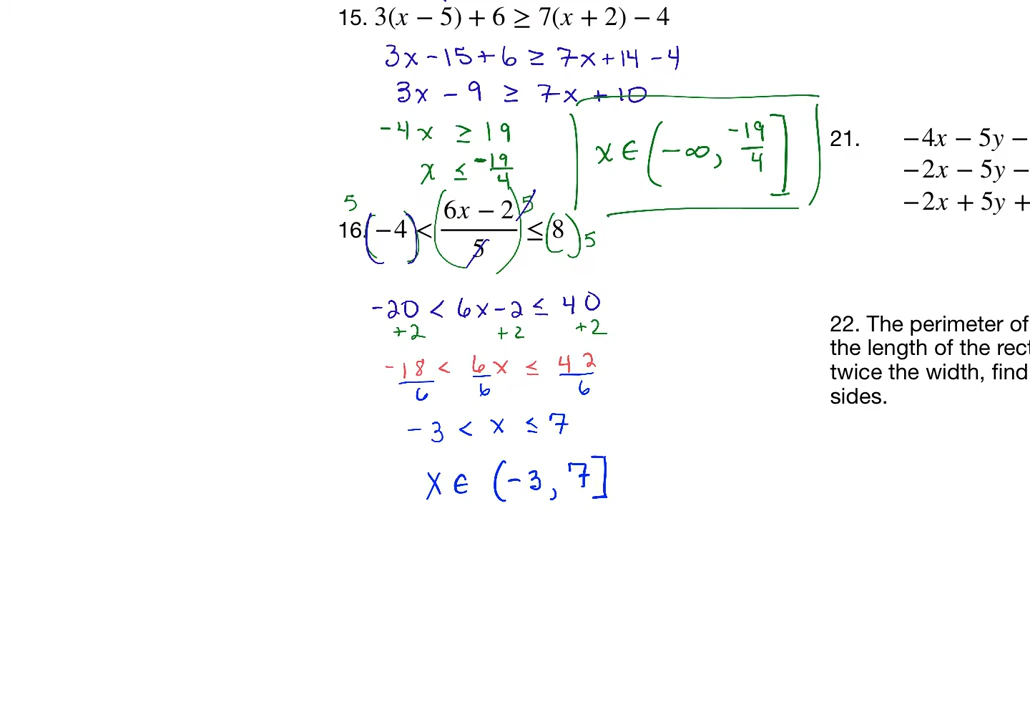 15. 3(x − 5) + 6 ≥ 7(x + 2) − 4
3x − 15 + 6 ≥ 7x + 14 − 4
3x − 9 ≥ 7x + 10
−4x ≥ 19
x ≤ −19/4
x ∈ (−∞, −19/4]
16. 5(−4) < ((6x − 2)/5)5 ≤ (8)5
−20 < 6x − 2 ≤ 40
+2 +2 +2
−18/6 < 6x/6 ≤ 42/6
−3 < x ≤ 7
x ∈ (−3, 7]
21. −4x − 5y −
−2x − 5y −
−2x + 5y +
22. The perimeter of
the length of the rect
twice the width, find
sides.